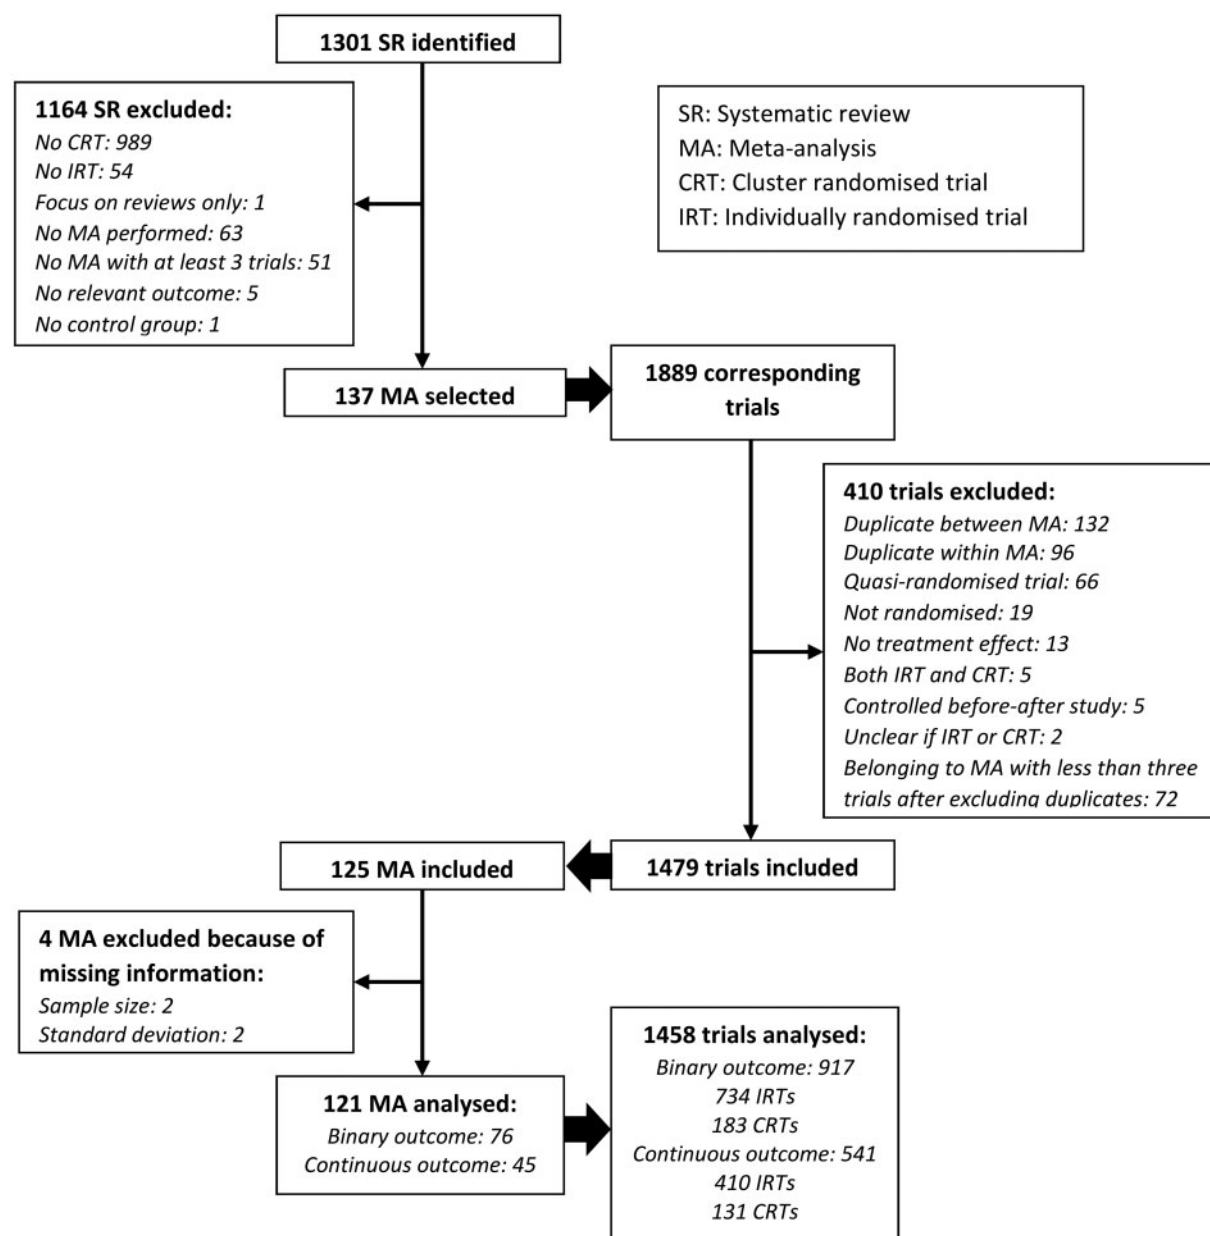 1301 SR identified
1164 SR excluded:
No CRT: 989
No IRT: 54
Focus on reviews only: 1
No MA performed: 63
No MA with at least 3 trials: 51
No relevant outcome: 5
No control group: 1
SR: Systematic review
MA: Meta-analysis
CRT: Cluster randomised trial
IRT: Individually randomised trial
137 MA selected
1889 corresponding
trials
410 trials excluded:
Duplicate between MA: 132
Duplicate within MA: 96
Quasi-randomised trial: 66
Not randomised: 19
No treatment effect: 13
Both IRT and CRT: 5
Controlled before-after study: 5
Unclear if IRT or CRT: 2
Belonging to MA with less than three
trials after excluding duplicates: 72
125 MA included
1479 trials included
4 MA excluded because of
missing information:
Sample size: 2
Standard deviation: 2
121 MA analysed:
Binary outcome: 76
Continuous outcome: 45
1458 trials analysed:
Binary outcome: 917
734 IRTs
183 CRTs
Continuous outcome: 541
410 IRTs
131 CRTs